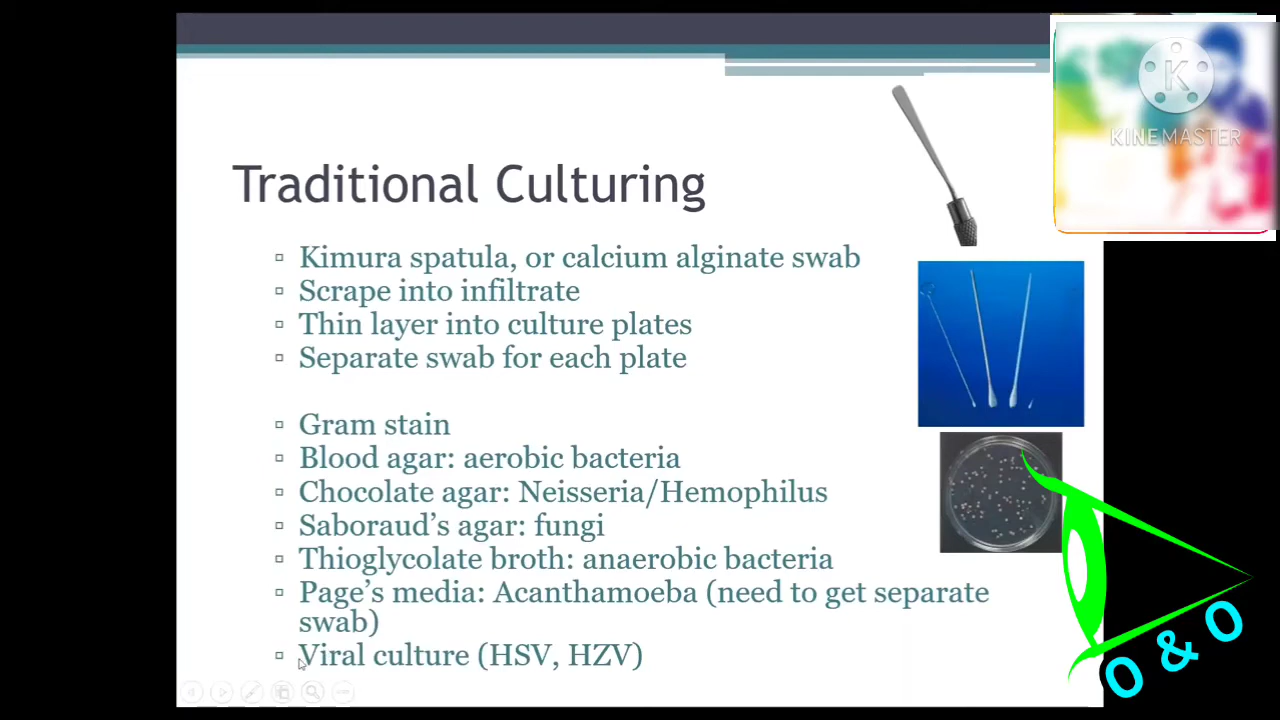 K
KINEMASTER
Traditional Culturing
Kimura spatula, or calcium alginate swab
Scrape into infiltrate
Thin layer into culture plates
Separate swab for each plate
Gram stain
Blood agar: aerobic bacteria
Chocolate agar: Neisseria/Hemophilus
Saboraud's agar: fungi
Thioglycolate broth: anaerobic bacteria
Page's media: Acanthamoeba (need to get separate
swab)
Viral culture (HSV, HZV)
O & O